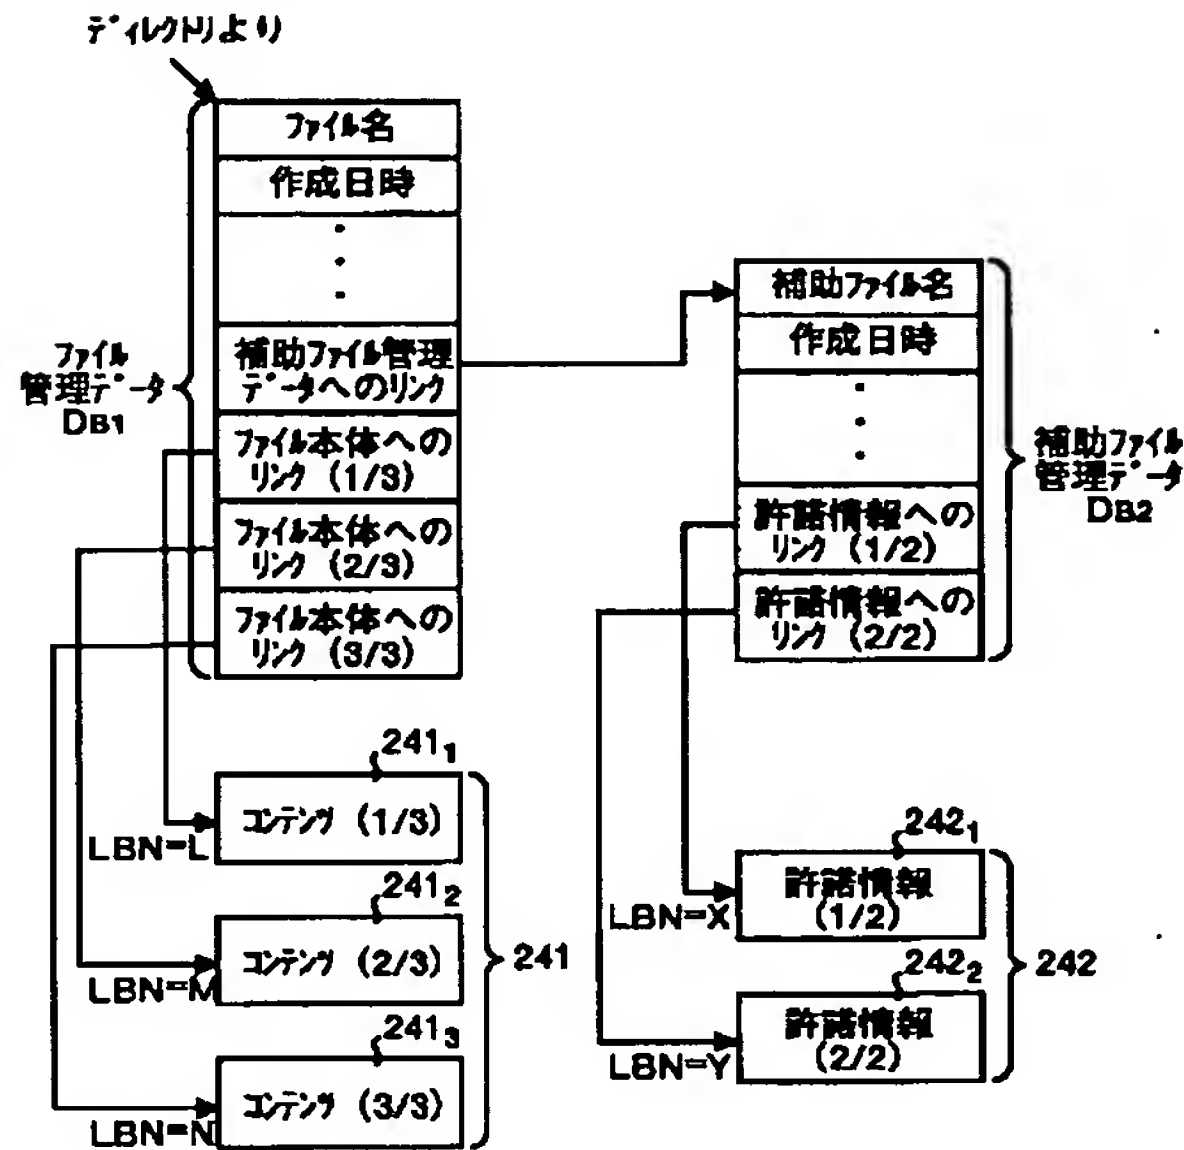 ディレクトリより
ファイル名
作成日時
補助ファイル管理
データへのリンク
ファイル本体への
リンク (1/3)
ファイル本体への
リンク (2/3)
ファイル本体への
リンク (3/3)
ファイル
管理データ
DB1
補助ファイル名
作成日時
許諾情報への
リンク (1/2)
許諾情報への
リンク (2/2)
補助ファイル
管理データ
DB2
241₁
コンテンツ (1/3)
LBN=L
241₂
コンテンツ (2/3)
LBN=M
241₃
コンテンツ (3/3)
LBN=N
241
242₁
許諾情報
(1/2)
LBN=X
242₂
許諾情報
(2/2)
LBN=Y
242